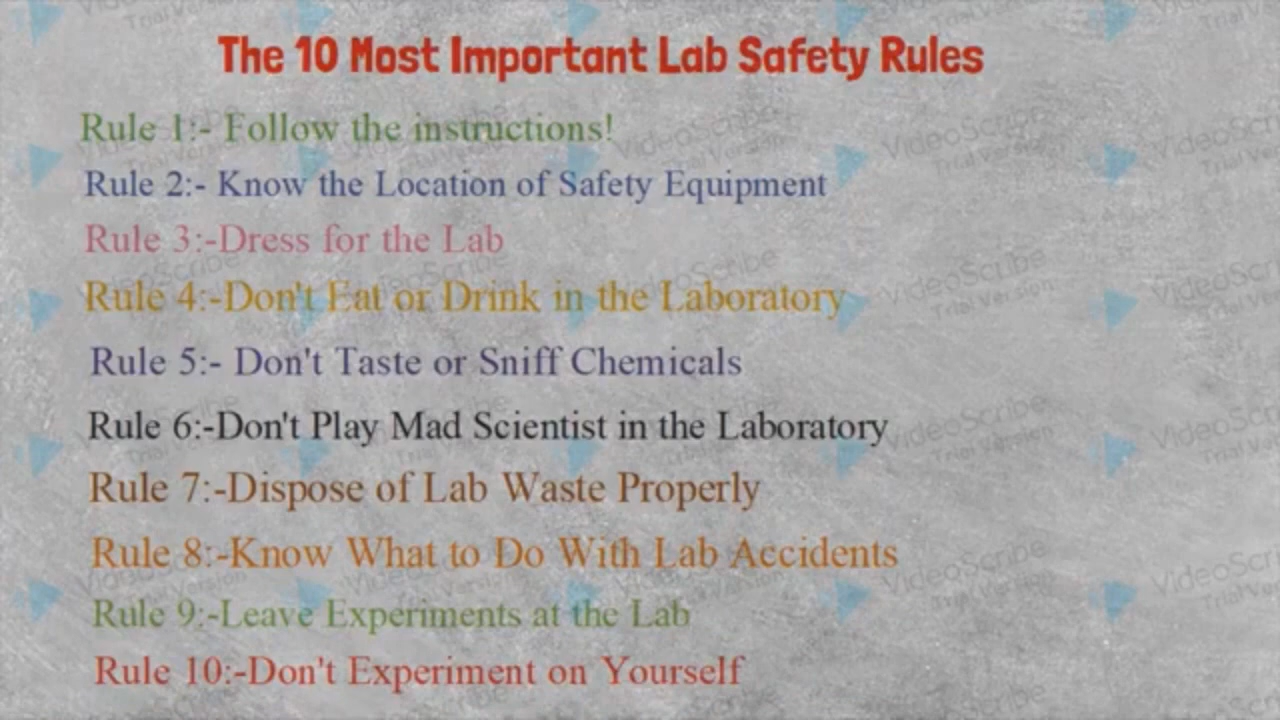 The 10 Most Important Lab Safety Rules
Rule 1:- Follow the instructions!
Rule 2:- Know the Location of Safety Equipment
Rule 3:-Dress for the Lab
Rule 4:-Don't Eat or Drink in the Laboratory
Rule 5:- Don't Taste or Sniff Chemicals
Rule 6:-Don't Play Mad Scientist in the Laboratory
Rule 7:-Dispose of Lab Waste Properly
Rule 8:-Know What to Do With Lab Accidents
Rule 9:-Leave Experiments at the Lab
Rule 10:-Don't Experiment on Yourself
VideoScribe
Trial Version